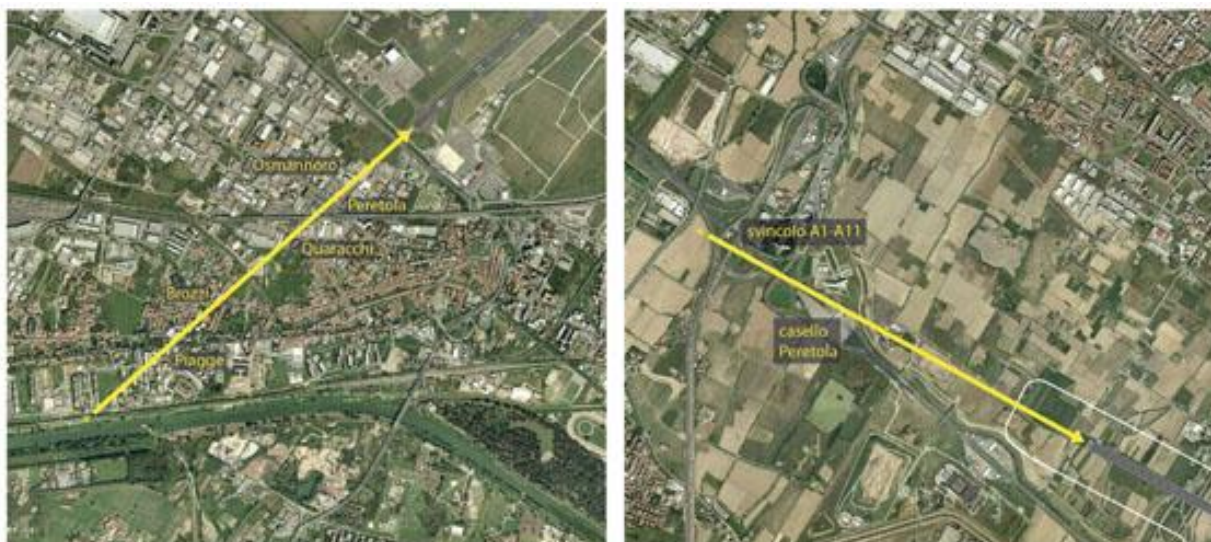 Osmannoro
Peretola
Quaracchi
Brozzi
Piagge
svincolo A1-A11
casello
Peretola